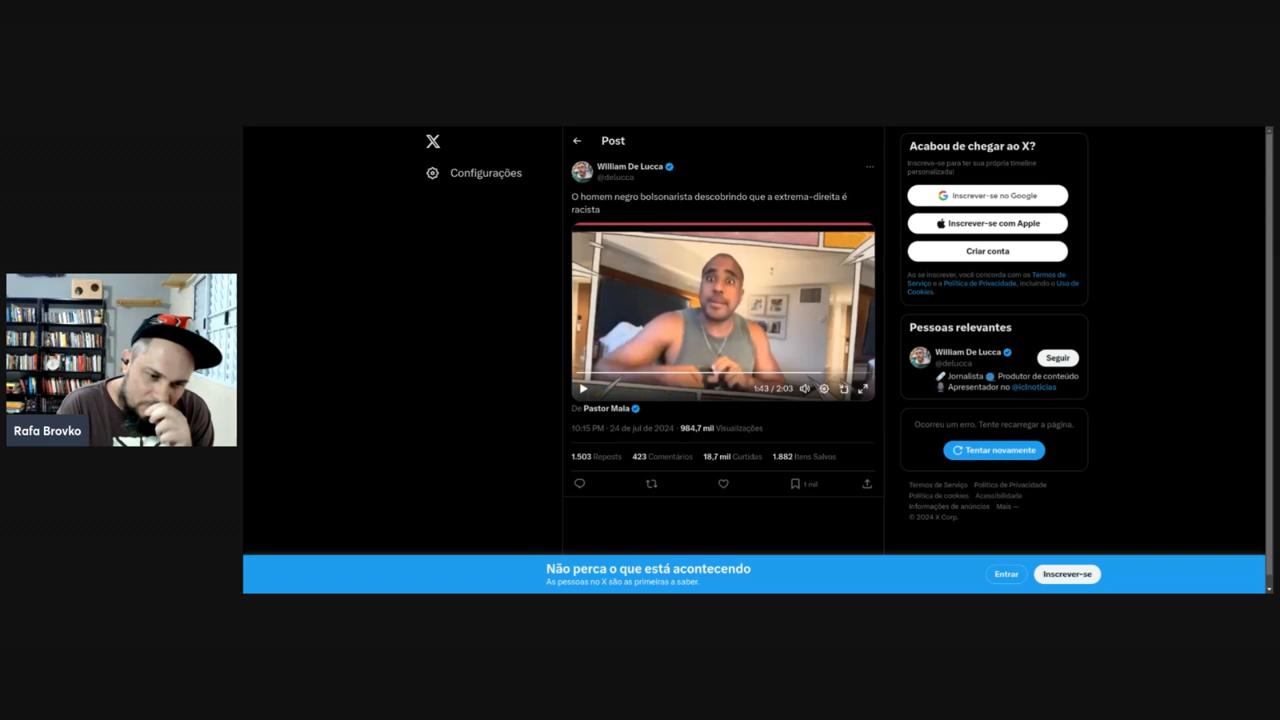 Rafa Brovko
Configurações
Post
William De Lucca
@delucca
O homem negro bolsonarista descobrindo que a extrema-direita é
racista
1:43 / 2:03
De Pastor Mala
10:15 PM · 24 de jul de 2024 · 984,7 mil Visualizações
1.503 Reposts 423 Comentários 18,7 mil Curtidas 1.882 Itens Salvos
1 mil
Acabou de chegar ao X?
Inscreva-se para ter sua própria timeline
personalizada!
Inscrever-se no Google
Inscrever-se com Apple
Criar conta
Ao se inscrever, você concorda com os Termos de
Serviço e a Política de Privacidade, incluindo o Uso de
Cookies.
Pessoas relevantes
William De Lucca
@delucca
Seguir
Jornalista Produtor de conteúdo
Apresentador no @iclnoticias
Ocorreu um erro. Tente recarregar a página.
Tentar novamente
Termos de Serviço Política de Privacidade
Política de cookies Acessibilidade
Informações de anúncios Mais
© 2024 X Corp.
Não perca o que está acontecendo
As pessoas no X são as primeiras a saber.
Entrar
Inscrever-se